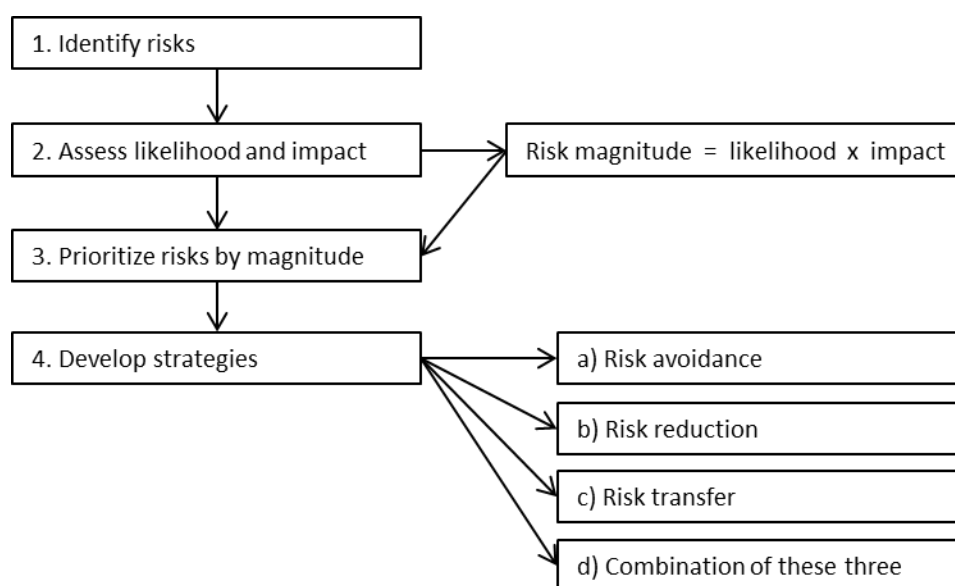 1. Identify risks
2. Assess likelihood and impact
Risk magnitude = likelihood x impact
3. Prioritize risks by magnitude
4. Develop strategies
a) Risk avoidance
b) Risk reduction
c) Risk transfer
d) Combination of these three